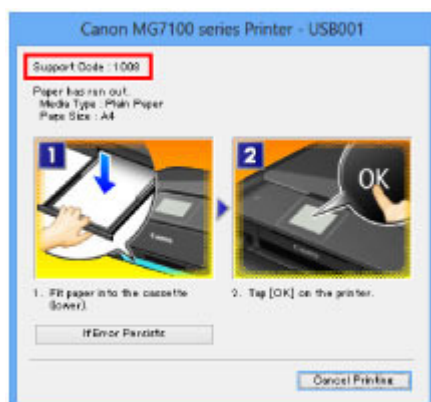 Canon MG7100 series Printer - USB001
Support Code : 1008
Paper has run out.
Media Type : Plain Paper
Page Size : A4
1
2
OK
Canon
1. Fit paper into the cassette
(lower).
2. Tap [OK] on the printer.
If Error Persists
Cancel Printing